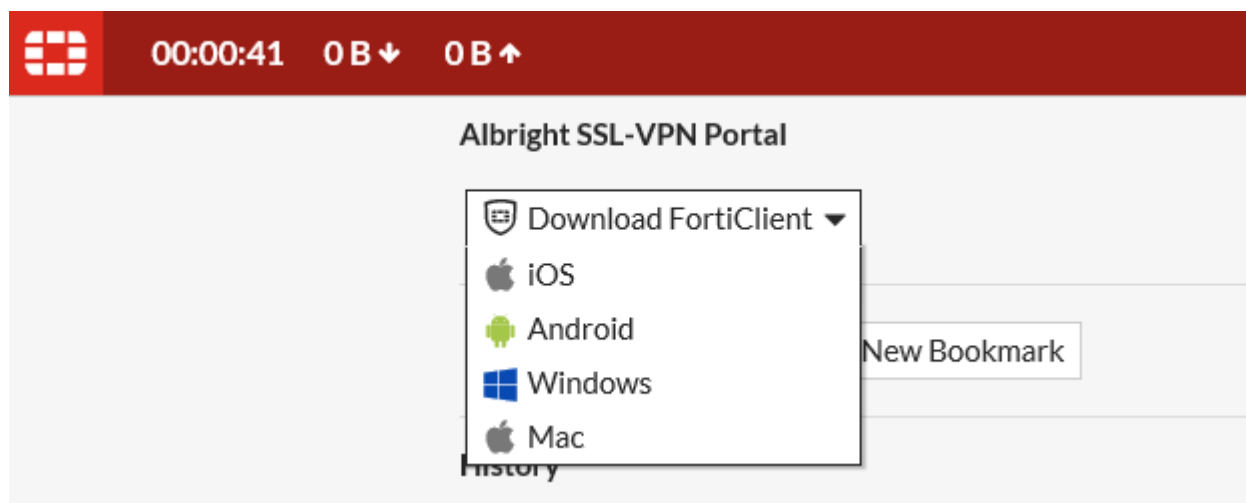 00:00:41 0 B 0 B
Albright SSL-VPN Portal
Download FortiClient
iOS
Android
New Bookmark
Windows
Mac
History